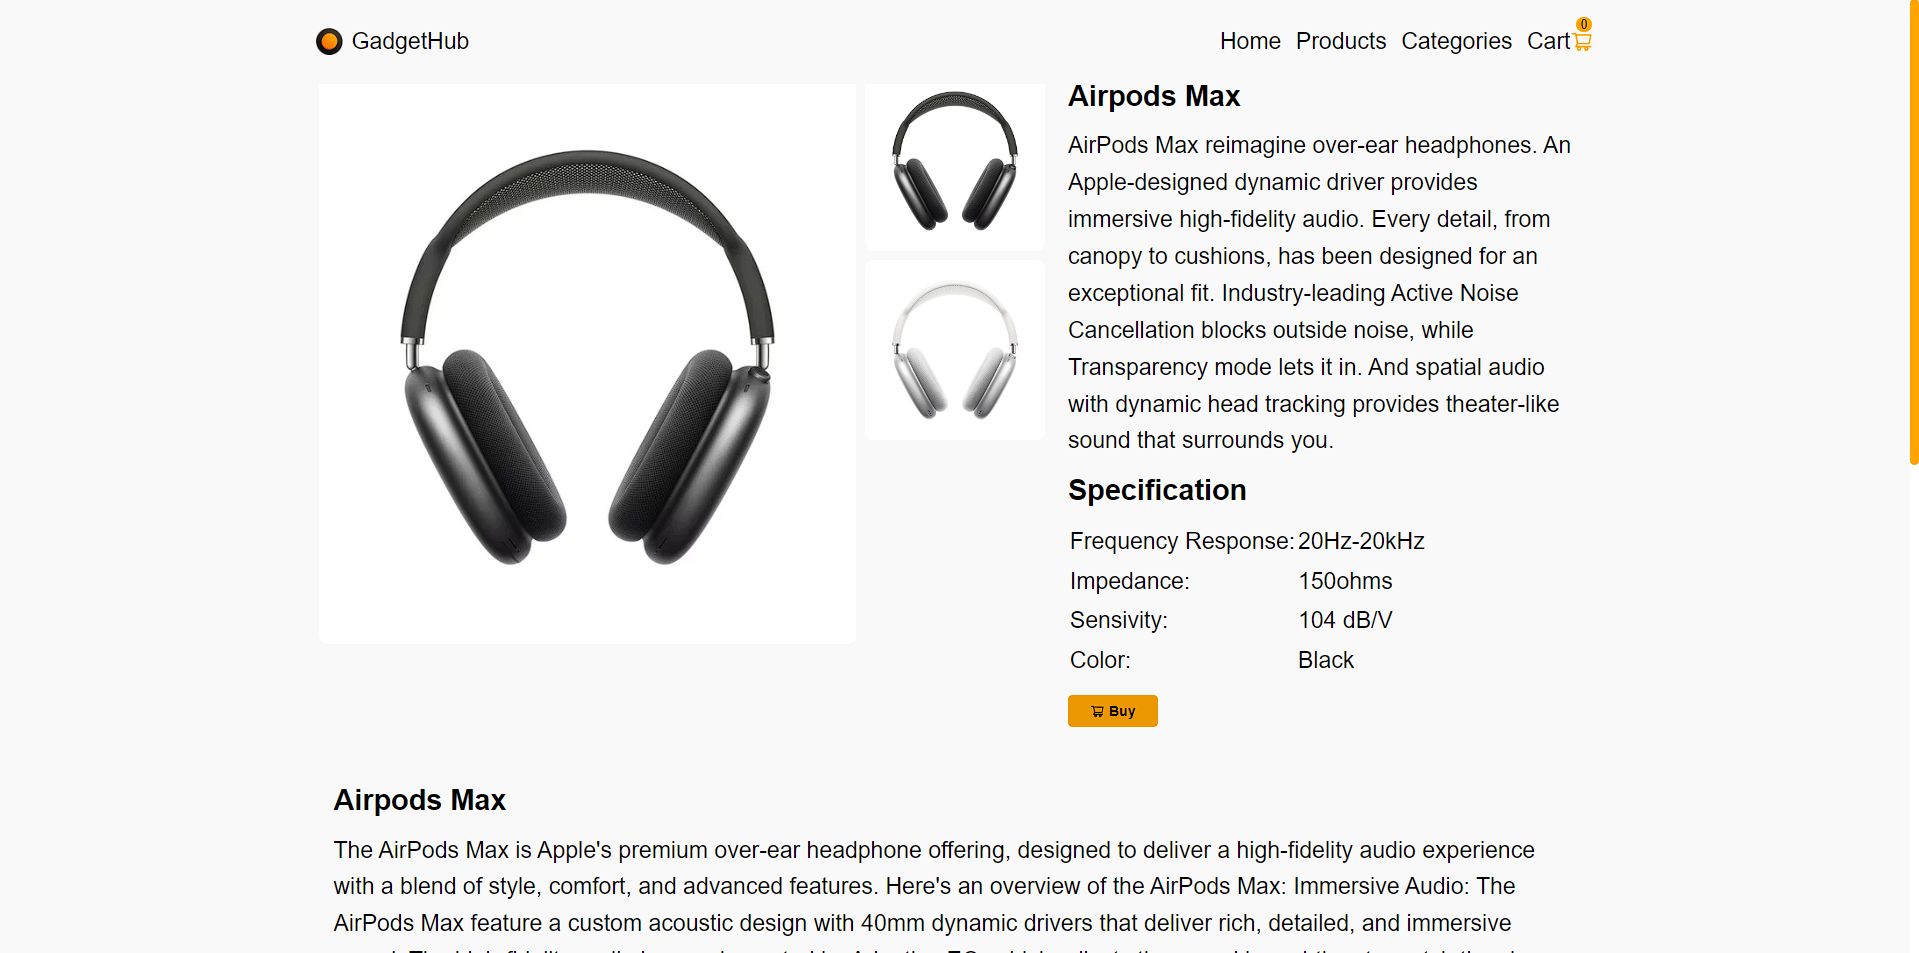 GadgetHub
Home Products Categories Cart
0
Airpods Max
AirPods Max reimagine over-ear headphones. An
Apple-designed dynamic driver provides
immersive high-fidelity audio. Every detail, from
canopy to cushions, has been designed for an
exceptional fit. Industry-leading Active Noise
Cancellation blocks outside noise, while
Transparency mode lets it in. And spatial audio
with dynamic head tracking provides theater-like
sound that surrounds you.
Specification
Frequency Response: 20Hz-20kHz
Impedance: 150ohms
Sensivity: 104 dB/V
Color: Black
Buy
Airpods Max
The AirPods Max is Apple's premium over-ear headphone offering, designed to deliver a high-fidelity audio experience
with a blend of style, comfort, and advanced features. Here's an overview of the AirPods Max: Immersive Audio: The
AirPods Max feature a custom acoustic design with 40mm dynamic drivers that deliver rich, detailed, and immersive